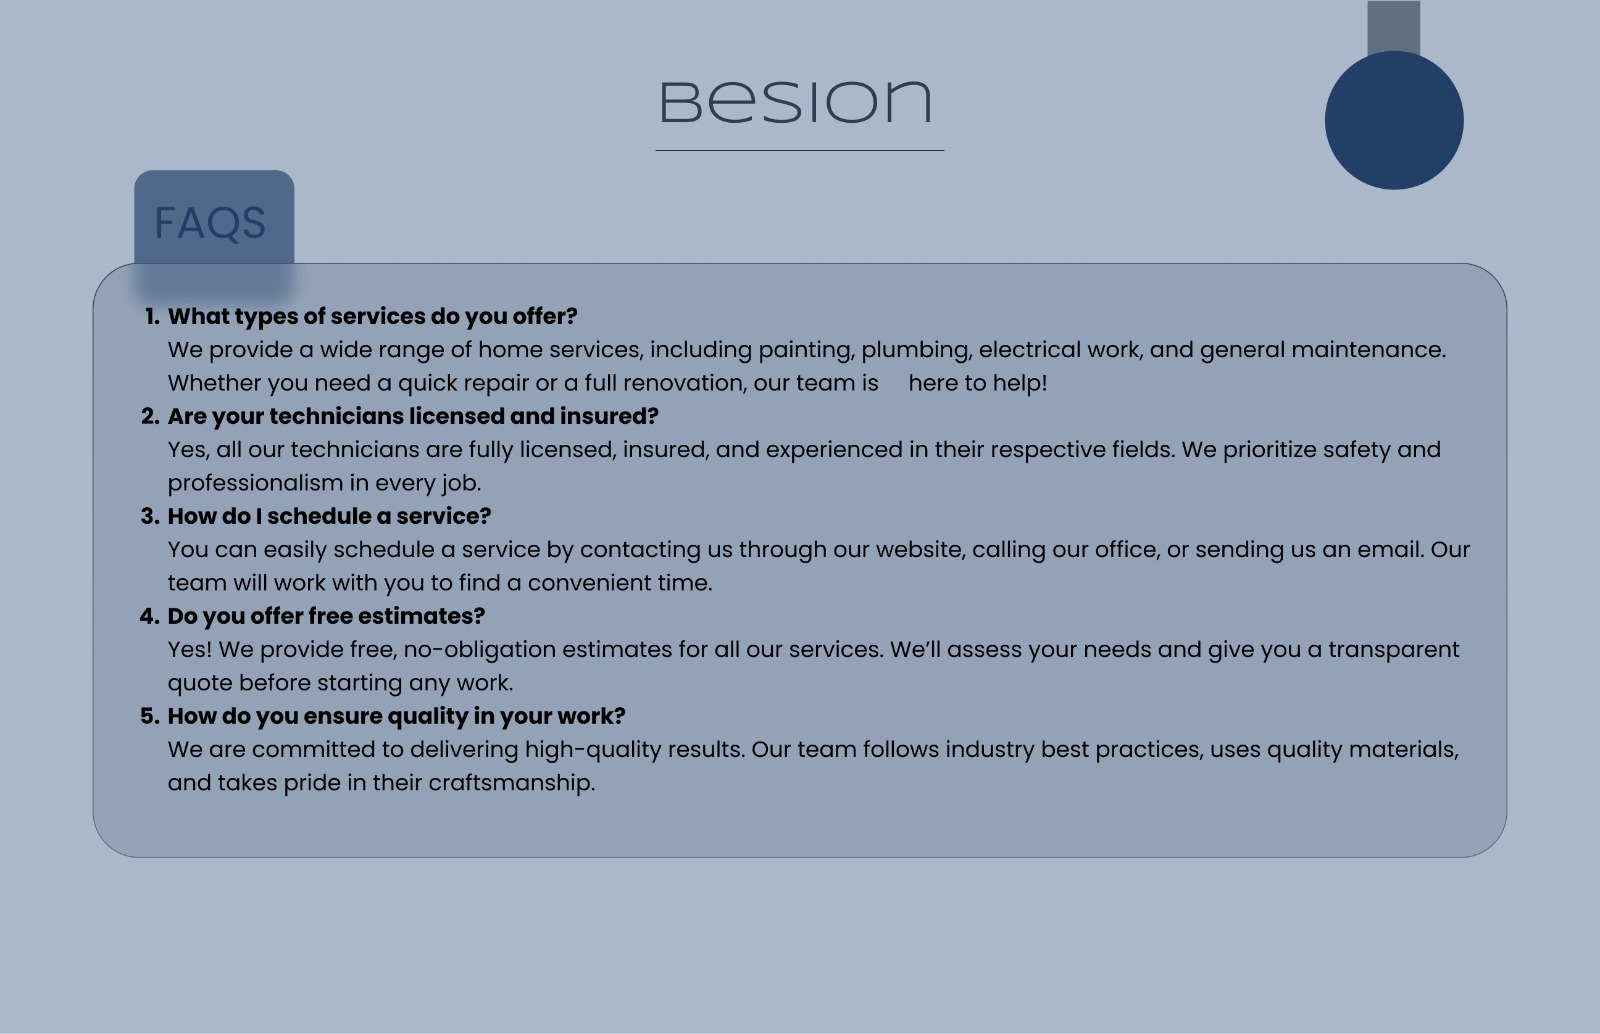 Besion
FAQS
1. What types of services do you offer?
We provide a wide range of home services, including painting, plumbing, electrical work, and general maintenance.
Whether you need a quick repair or a full renovation, our team is here to help!
2. Are your technicians licensed and insured?
Yes, all our technicians are fully licensed, insured, and experienced in their respective fields. We prioritize safety and
professionalism in every job.
3. How do I schedule a service?
You can easily schedule a service by contacting us through our website, calling our office, or sending us an email. Our
team will work with you to find a convenient time.
4. Do you offer free estimates?
Yes! We provide free, no-obligation estimates for all our services. We’ll assess your needs and give you a transparent
quote before starting any work.
5. How do you ensure quality in your work?
We are committed to delivering high-quality results. Our team follows industry best practices, uses quality materials,
and takes pride in their craftsmanship.